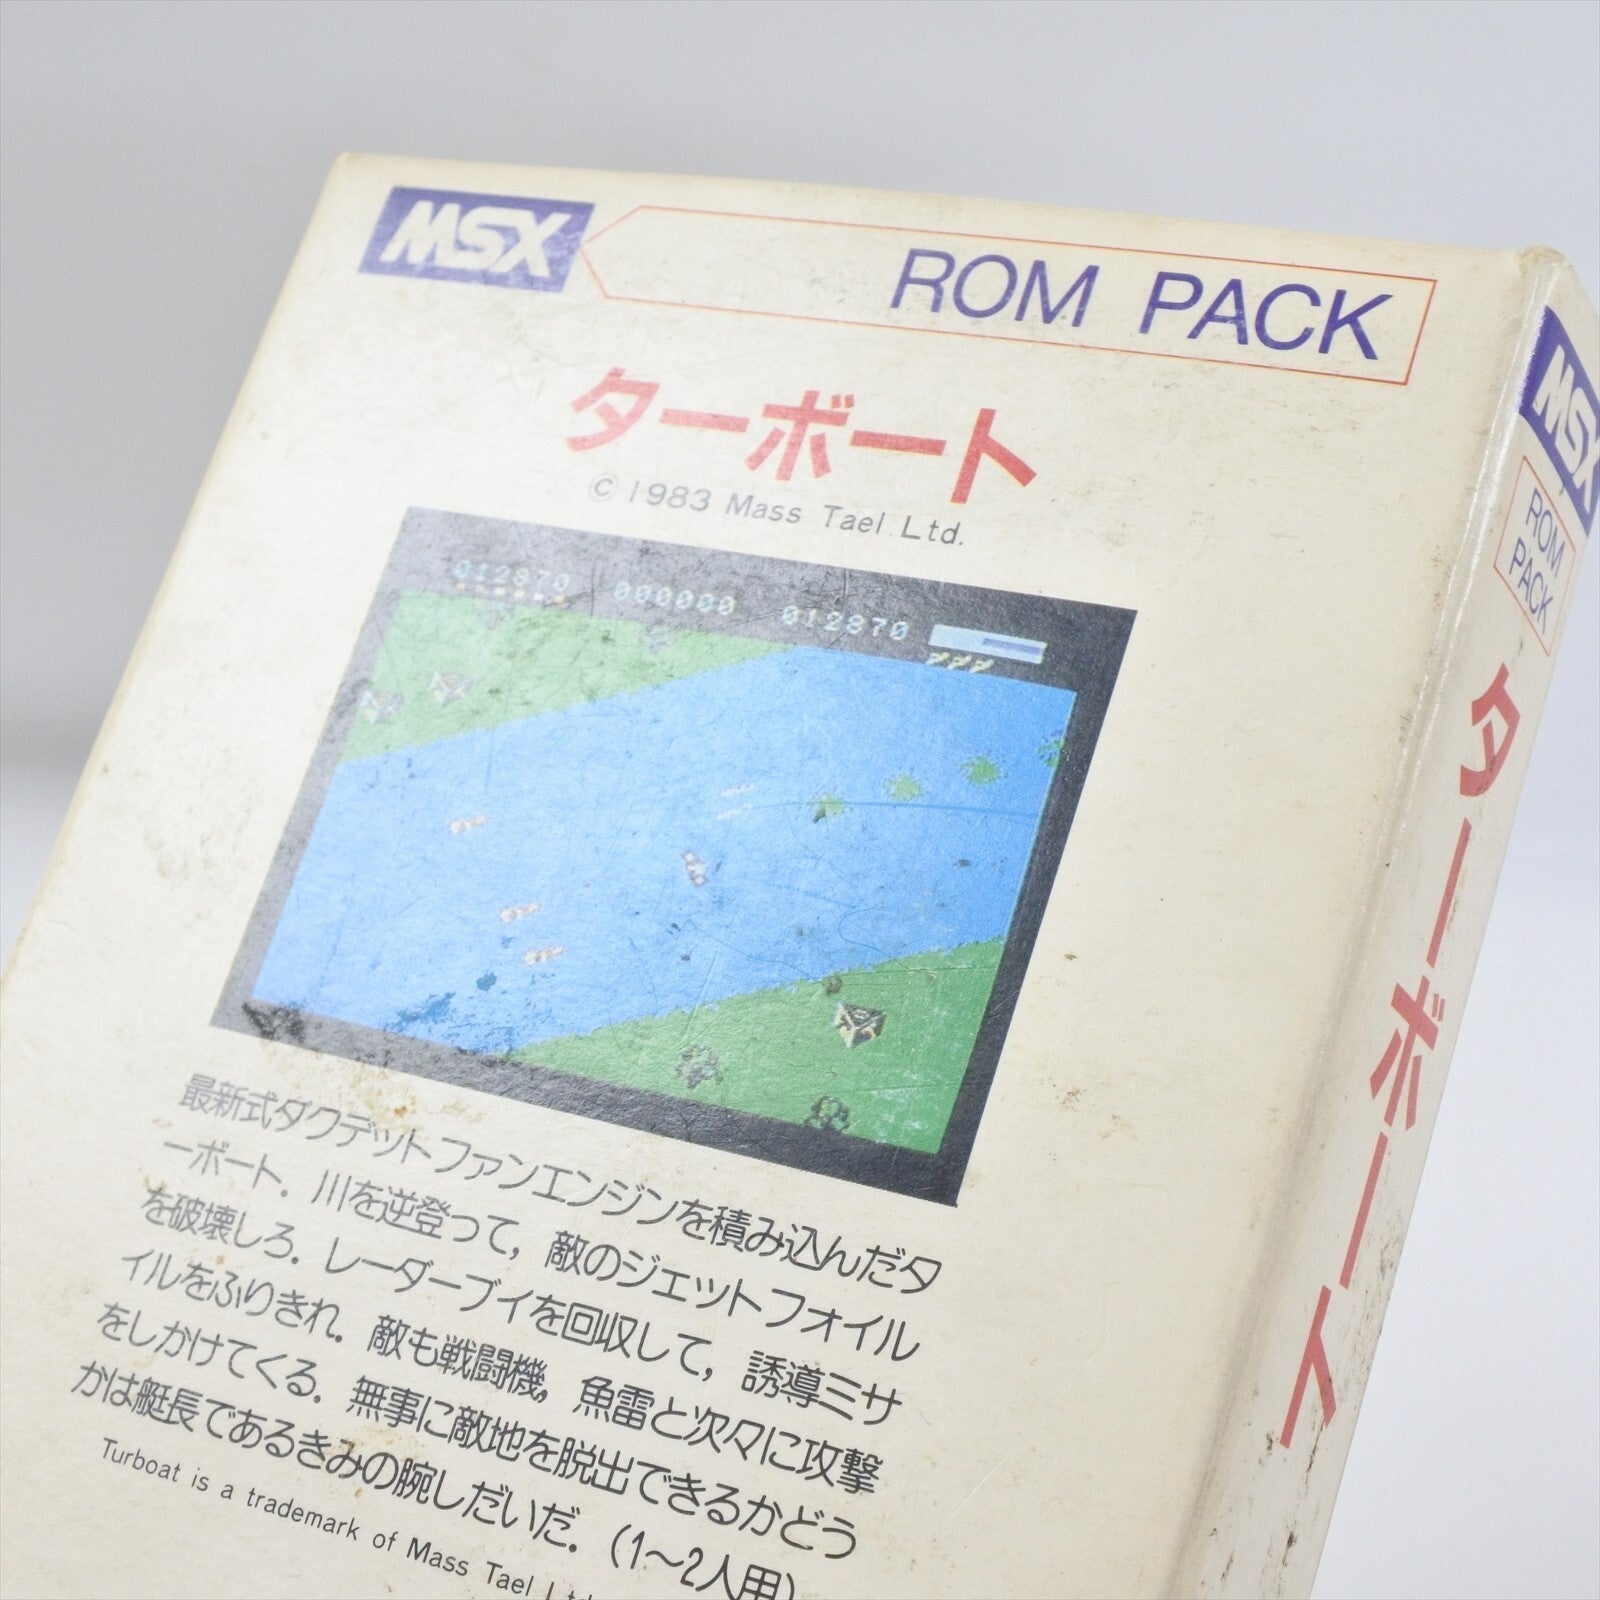 MSX
ROM PACK
ターボート
© 1983 Mass Tael Ltd.
012870 000000 012870
最新式ダクデットファンエンジンを積み込んだタ
ーボート．川を逆登って，敵のジェットフォイル
を破壊しろ．レーダーブイを回収して，誘導ミサ
イルをふりきれ．敵も戦闘機，魚雷と次々に攻撃
をしかけてくる．無事に敵地を脱出できるかどう
かは艇長であるきみの腕しだいだ．(1〜2人用)
Turboat is a trademark of Mass Tael Ltd.
MSX
ROM
PACK
ターボート